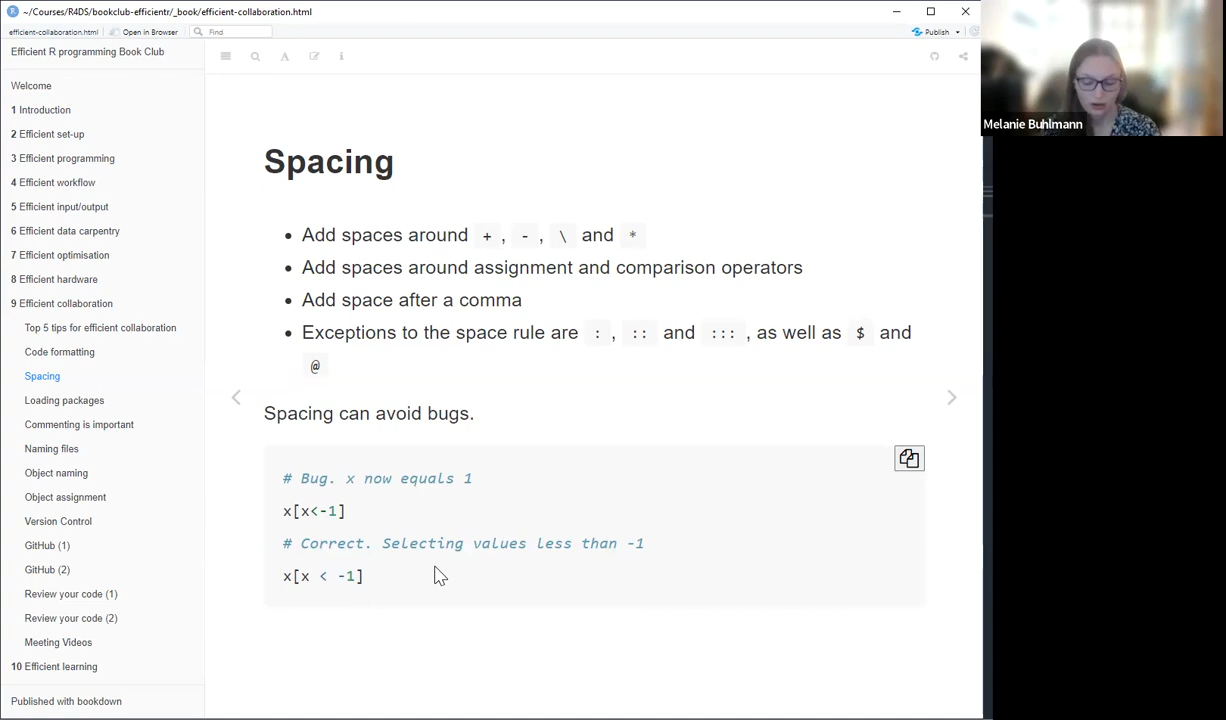 ~/Courses/R4DS/bookclub-efficientr/_book/efficient-collaboration.html
efficient-collaboration.html
Open in Browser
Find
Publish
Efficient R programming Book Club
Welcome
1 Introduction
2 Efficient set-up
3 Efficient programming
4 Efficient workflow
5 Efficient input/output
6 Efficient data carpentry
7 Efficient optimisation
8 Efficient hardware
9 Efficient collaboration
Top 5 tips for efficient collaboration
Code formatting
Spacing
Loading packages
Commenting is important
Naming files
Object naming
Object assignment
Version Control
GitHub (1)
GitHub (2)
Review your code (1)
Review your code (2)
Meeting Videos
10 Efficient learning
Published with bookdown
Spacing
• Add spaces around + , - , \ and *
• Add spaces around assignment and comparison operators
• Add space after a comma
• Exceptions to the space rule are : , :: and ::: , as well as $ and
@
Spacing can avoid bugs.
# Bug. x now equals 1
x[x<-1]
# Correct. Selecting values less than -1
x[x < -1]
Melanie Buhlmann